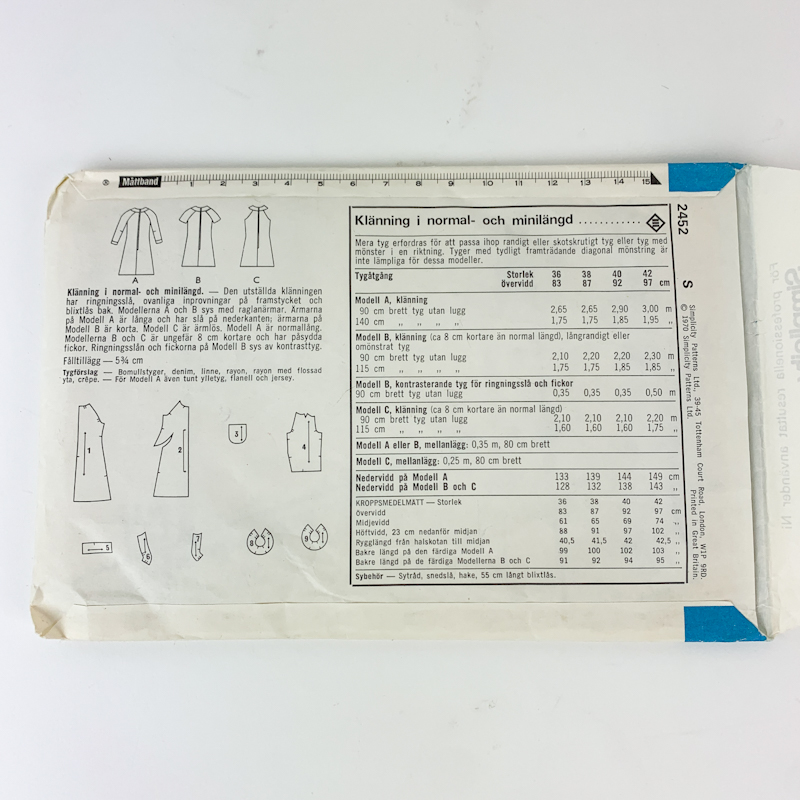 Måttband 1 2 3 4 5 6 7 8 9 10 11 12 13 14 15
A B C
Klänning i normal- och minilängd. — Den utställda klänningen
har ringningsslå, ovanliga inprovningar på framstycket och
blixtlås bak. Modellerna A och B sys med raglanärmar. Ärmarna
på Modell A är långa och har slå på nederkanten; ärmarna på
Modell B är korta. Modell C är ärmlös. Modell A är normallång.
Modellerna B och C är ungefär 8 cm kortare och har påsydda
fickor. Ringningsslån och fickorna på Modell B sys av kontrasttyg.
Fålltillägg — 5¾ cm
Tygförslag — Bomullstyger, denim, linne, rayon, rayon med flossad
yta, crêpe. — För Modell A även tunt ylletyg, flanell och jersey.
1 2 3 4
5 6 7 8 9
Klänning i normal- och minilängd ............
Mera tyg erfordras för att passa ihop randigt eller skotskrutigt tyg eller tyg med
mönster i en riktning. Tyger med tydligt framträdande diagonal mönstring är
inte lämpliga för dessa modeller.
Tygåtgång Storlek 36 38 40 42
övervidd 83 87 92 97 cm
Modell A, klänning
90 cm brett tyg utan lugg 2,65 2,65 2,90 3,00 m
140 cm ,, ,, ,, ,, 1,75 1,75 1,85 1,95 ,,
Modell B, klänning (ca 8 cm kortare än normal längd), långrandigt eller
omönstrat tyg
90 cm brett tyg utan lugg 2,10 2,20 2,20 2,30 m
115 cm ,, ,, ,, ,, 1,75 1,75 1,85 1,85 ,,
Modell B, kontrasterande tyg för ringningsslå och fickor
90 cm brett tyg utan lugg 0,35 0,35 0,35 0,50 m
Modell C, klänning (ca 8 cm kortare än normal längd)
90 cm brett tyg utan lugg 2,10 2,10 2,10 2,20 m
115 cm ,, ,, ,, ,, 1,60 1,60 1,60 1,75 ,,
Modell A eller B, mellanlägg: 0,35 m, 80 cm brett
Modell C, mellanlägg: 0,25 m, 80 cm brett
Nedervidd på Modell A 133 139 144 149 cm
Nedervidd på Modell B och C 128 132 138 143 ,,
KROPPSMEDELMATT — Storlek 36 38 40 42
övervidd 83 87 92 97 cm
Midjevidd 61 65 69 74 ,,
Höftvidd, 23 cm nedanför midjan 88 91 97 102 ,,
Rygglängd från halskotan till midjan 40,5 41,5 42 42,5 ,,
Bakre längd på den färdiga Modell A 99 100 102 103 ,,
Bakre längd på de färdiga Modellerna B och C 91 92 94 95 ,,
Sybehör — Sytråd, snedslå, hake, 55 cm långt blixtlås.
2452 S
Simplicity Patterns Ltd., 39-45 Tottenham Court Road, London, W1P 9RD.
© 1970 Simplicity Patterns Ltd. Printed in Great Britain.
För professionella resultat använder Ni
Simplicity